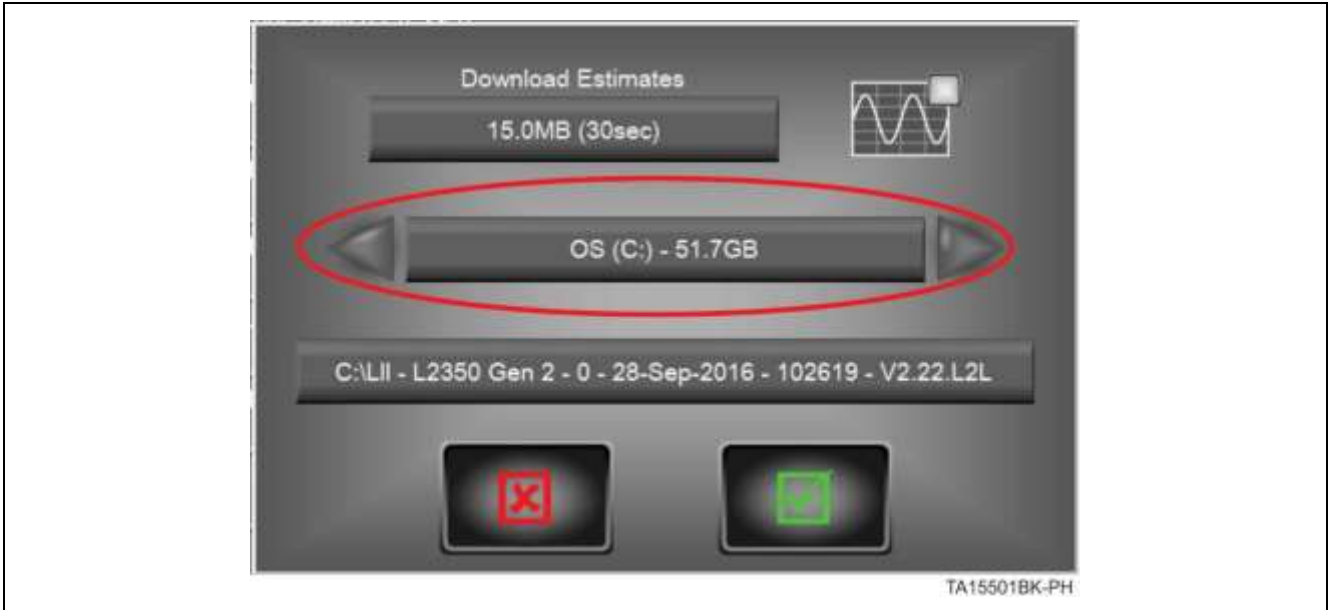 Download Estimates
15.0MB (30sec)
OS (C:) - 51.7GB
C:\LII - L2350 Gen 2 - 0 - 28-Sep-2016 - 102619 - V2.22.L2L
TA15501BK-PH